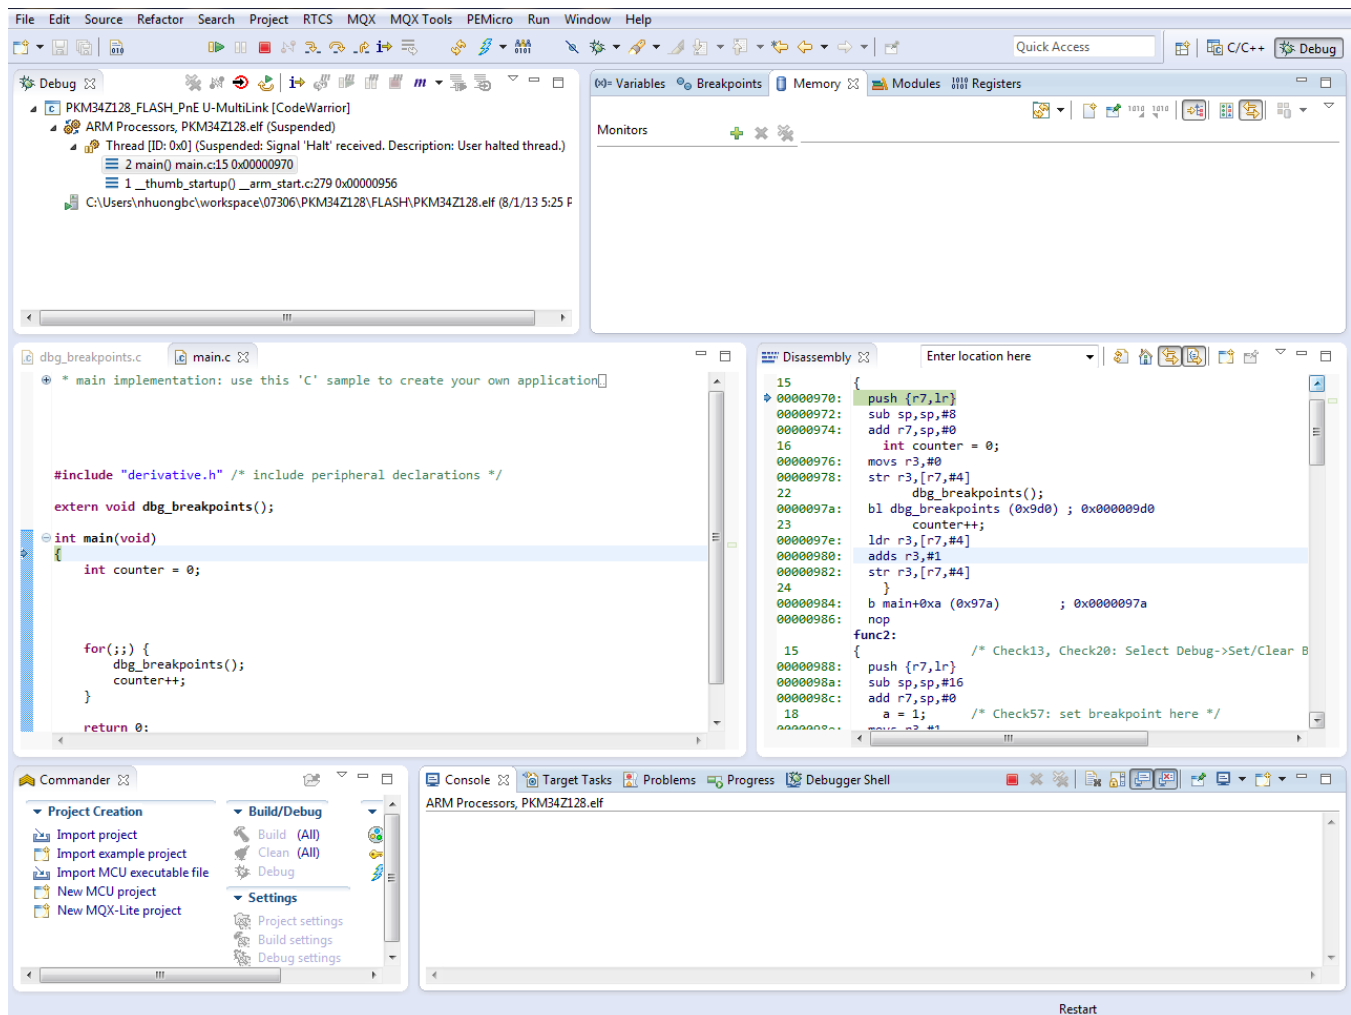 File Edit Source Refactor Search Project RTCS MQX MQX Tools PEMicro Run Window Help
Quick Access
C/C++
Debug
Debug
PKM34Z128_FLASH_PnE U-MultiLink [CodeWarrior]
ARM Processors, PKM34Z128.elf (Suspended)
Thread [ID: 0x0] (Suspended: Signal 'Halt' received. Description: User halted thread.)
2 main() main.c:15 0x00000970
1 __thumb_startup() __arm_start.c:279 0x00000956
C:\Users\nhuongbc\workspace\07306\PKM34Z128\FLASH\PKM34Z128.elf (8/1/13 5:25 P
(x)= Variables Breakpoints Memory Modules Registers
Monitors
dbg_breakpoints.c main.c
* main implementation: use this 'C' sample to create your own application
#include "derivative.h" /* include peripheral declarations */
extern void dbg_breakpoints();
int main(void)
{
int counter = 0;
for(;;) {
dbg_breakpoints();
counter++;
}
return 0;
Disassembly Enter location here
15 {
00000970: push {r7,lr}
00000972: sub sp,sp,#8
00000974: add r7,sp,#0
16 int counter = 0;
00000976: movs r3,#0
00000978: str r3,[r7,#4]
22 dbg_breakpoints();
0000097a: bl dbg_breakpoints (0x9d0) ; 0x000009d0
23 counter++;
0000097e: ldr r3,[r7,#4]
00000980: adds r3,#1
00000982: str r3,[r7,#4]
24 }
00000984: b main+0xa (0x97a) ; 0x0000097a
00000986: nop
func2:
15 { /* Check13, Check20: Select Debug->Set/Clear B
00000988: push {r7,lr}
0000098a: sub sp,sp,#16
0000098c: add r7,sp,#0
18 a = 1; /* Check57: set breakpoint here */
0000098e: movs r3,#1
Commander
Project Creation
Import project
Import example project
Import MCU executable file
New MCU project
New MQX-Lite project
Build/Debug
Build (All)
Clean (All)
Debug
Settings
Project settings
Build settings
Debug settings
Console Target Tasks Problems Progress Debugger Shell
ARM Processors, PKM34Z128.elf
Restart